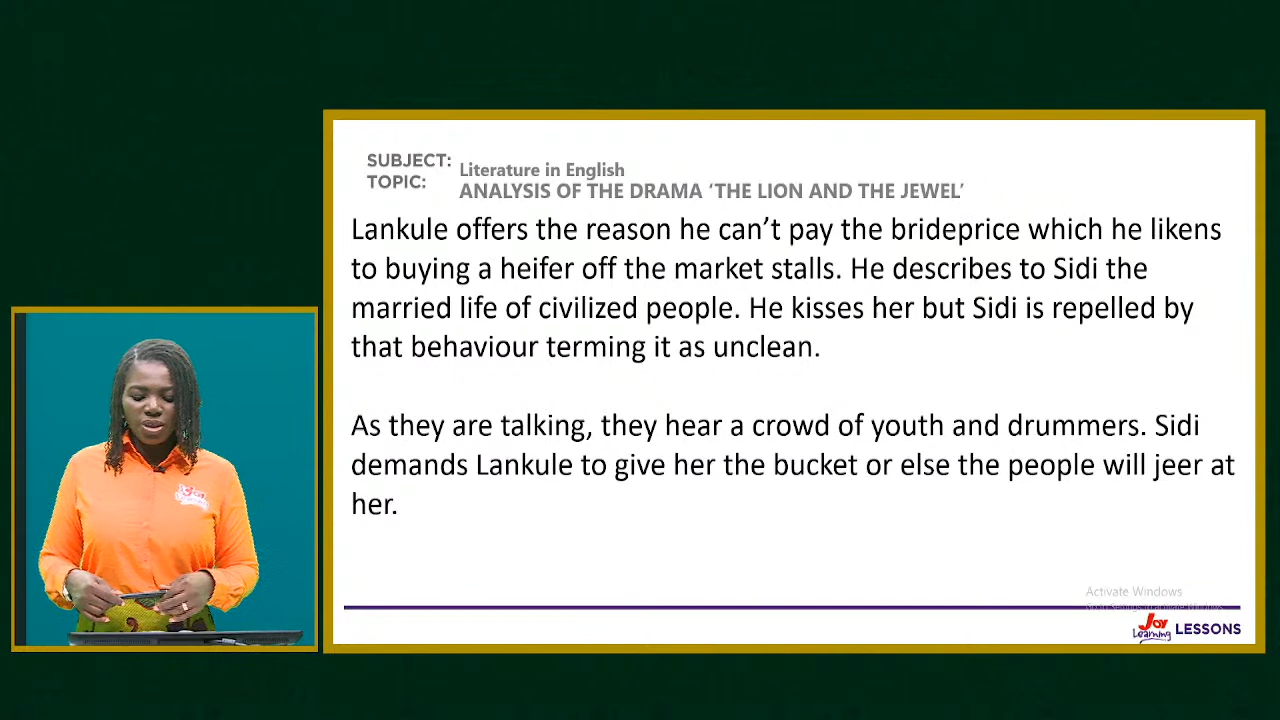 SUBJECT: Literature in English
TOPIC: ANALYSIS OF THE DRAMA ‘THE LION AND THE JEWEL’
Lankule offers the reason he can’t pay the brideprice which he likens
to buying a heifer off the market stalls. He describes to Sidi the
married life of civilized people. He kisses her but Sidi is repelled by
that behaviour terming it as unclean.
As they are talking, they hear a crowd of youth and drummers. Sidi
demands Lankule to give her the bucket or else the people will jeer at
her.
Activate Windows
Joy Learning LESSONS